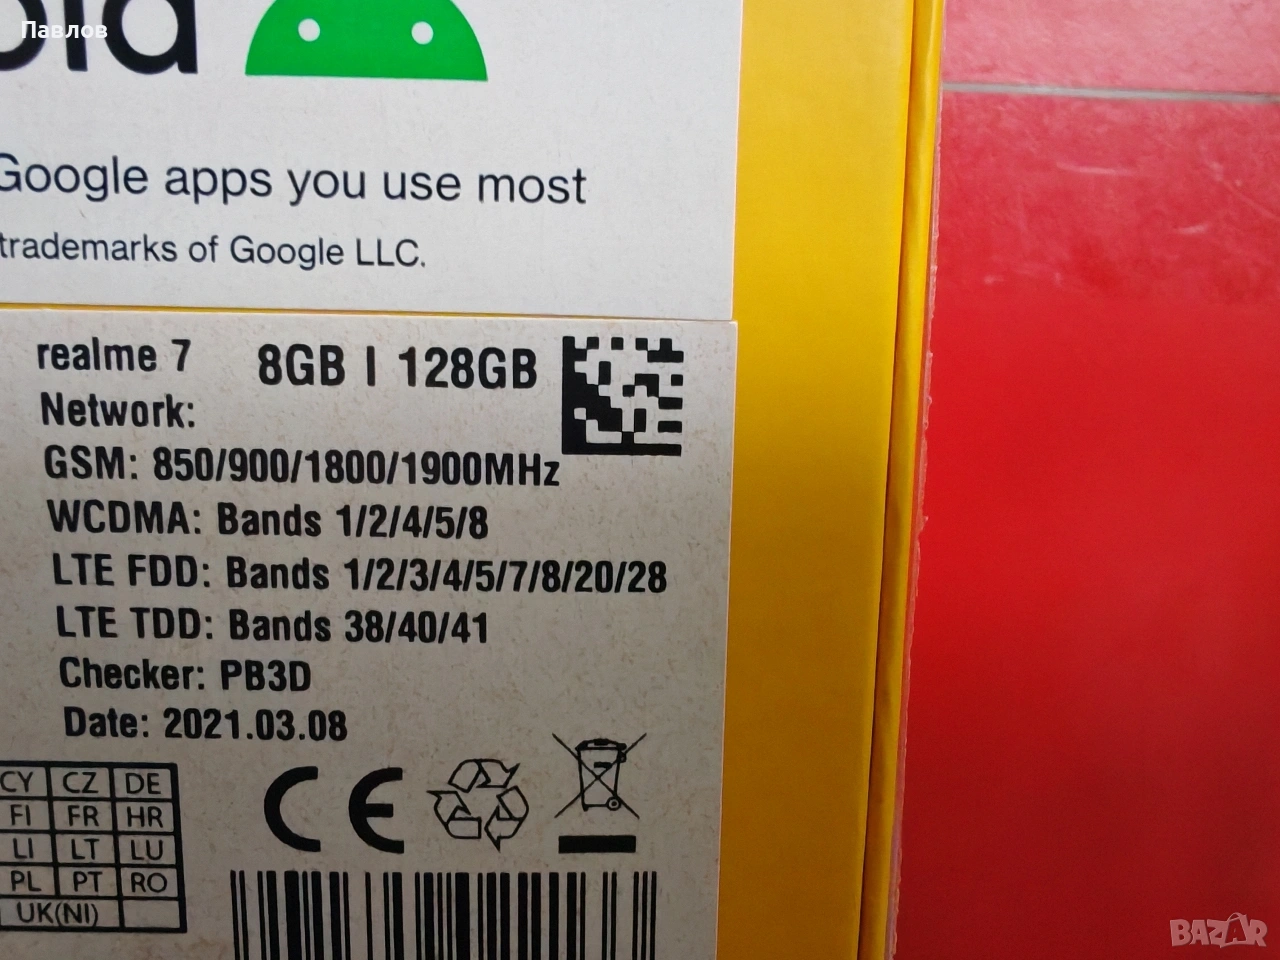 Павлов
Google apps you use most
trademarks of Google LLC.
realme 7 8GB | 128GB
Network:
GSM: 850/900/1800/1900MHz
WCDMA: Bands 1/2/4/5/8
LTE FDD: Bands 1/2/3/4/5/7/8/20/28
LTE TDD: Bands 38/40/41
Checker: PB3D
Date: 2021.03.08
CY CZ DE
FI FR HR
LI LT LU
PL PT RO
UK(NI)
CE
BAZAR